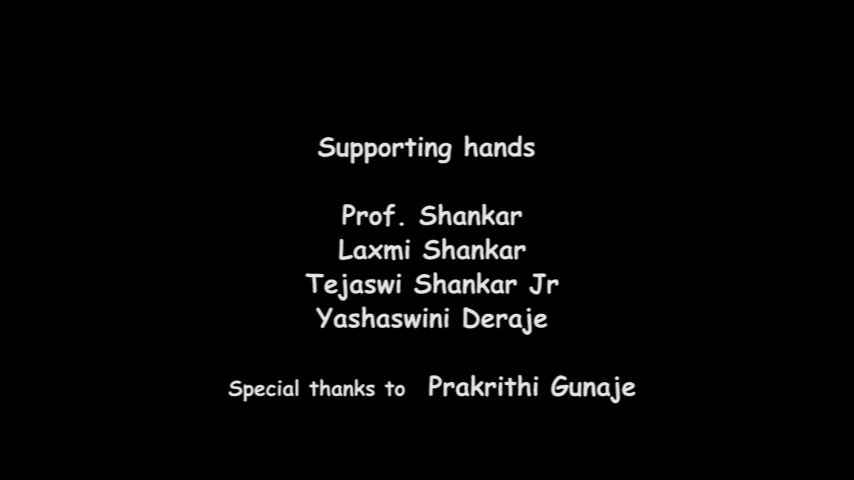 Supporting hands
Prof. Shankar
Laxmi Shankar
Tejaswi Shankar Jr
Yashaswini Deraje
Special thanks to Prakrithi Gunaje